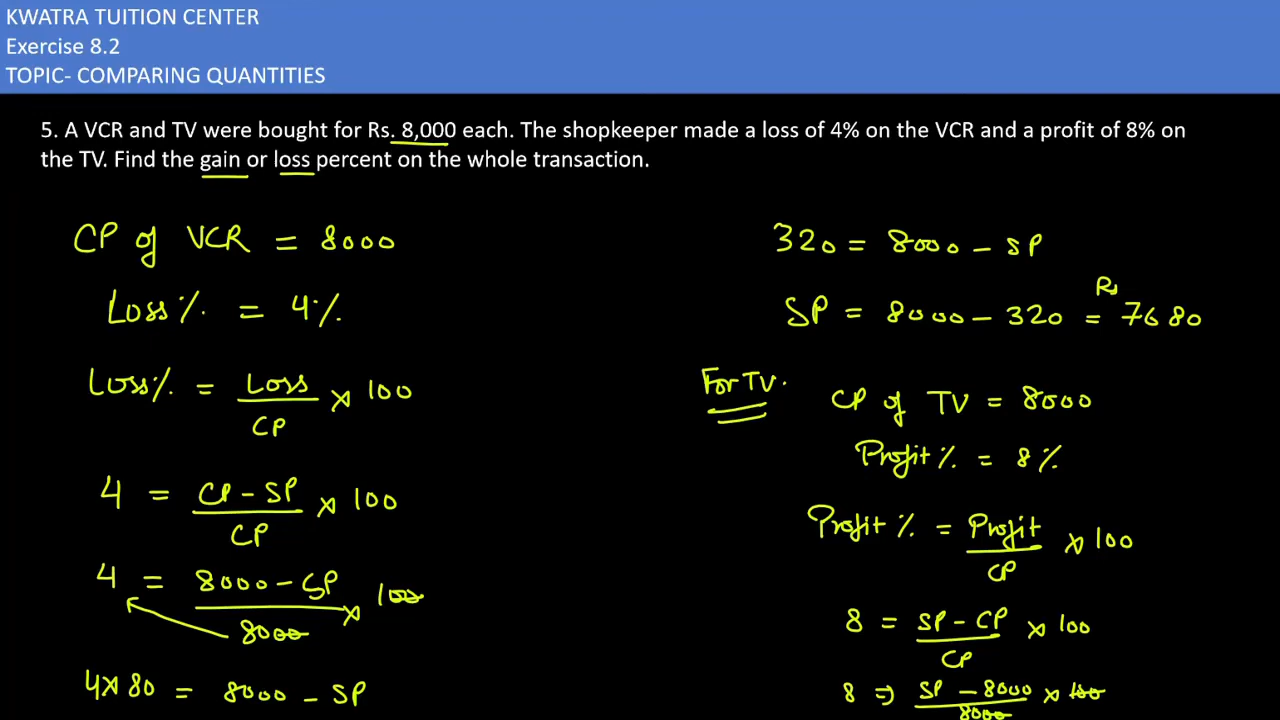 KWATRA TUITION CENTER
Exercise 8.2
TOPIC- COMPARING QUANTITIES
5. A VCR and TV were bought for Rs. 8,000 each. The shopkeeper made a loss of 4% on the VCR and a profit of 8% on
the TV. Find the gain or loss percent on the whole transaction.
CP of VCR = 8000
Loss % = 4%
Loss% = Loss/CP × 100
4 = CP - SP/CP × 100
4 = 8000 - SP/8000 × 100
4×80 = 8000 - SP
320 = 8000 - SP
SP = 8000 - 320 = Rs 7680
For TV.
CP of TV = 8000
Profit % = 8%
Profit % = Profit/CP × 100
8 = SP - CP/CP × 100
8 => SP - 8000/8000 × 100